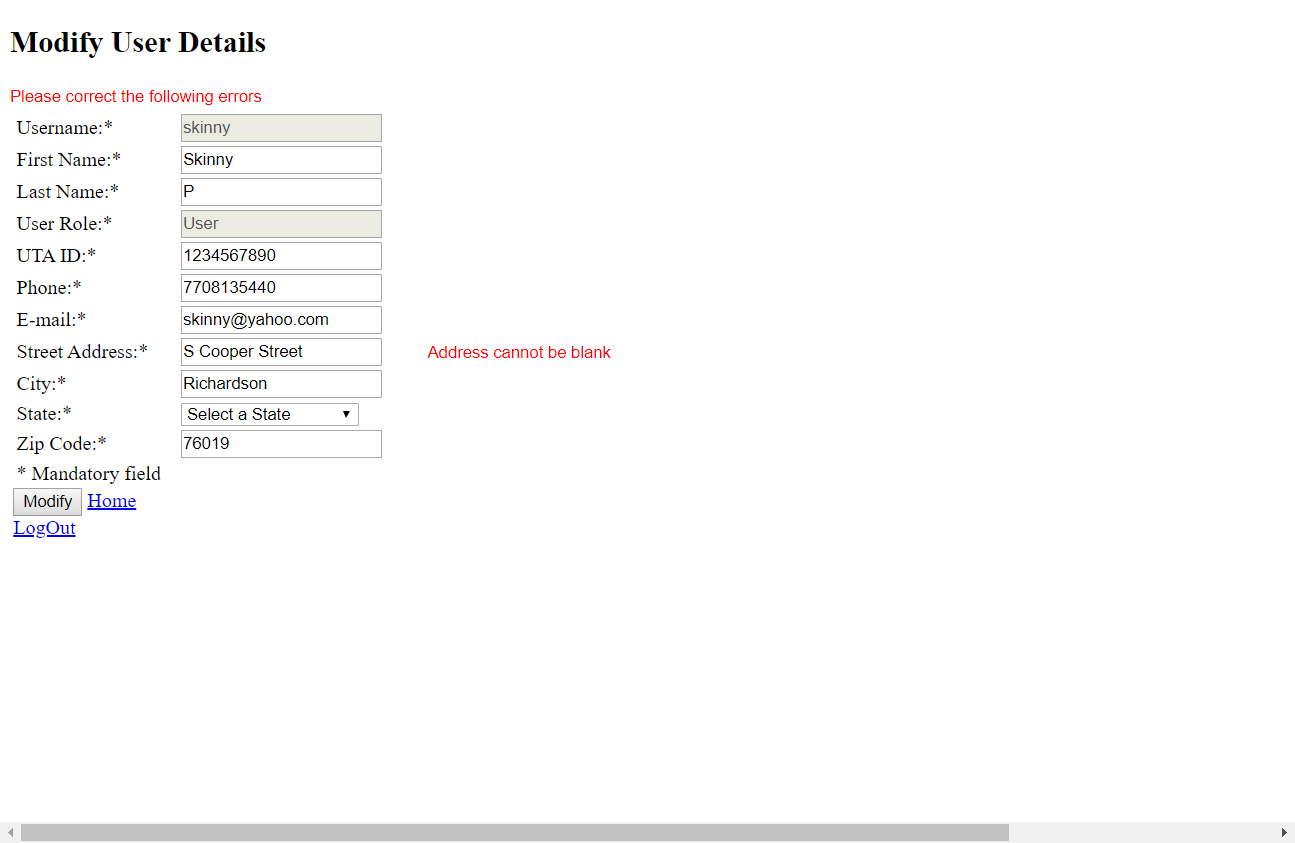 Modify User Details
Please correct the following errors
Username:* skinny
First Name:* Skinny
Last Name:* P
User Role:* User
UTA ID:* 1234567890
Phone:* 7708135440
E-mail:* skinny@yahoo.com
Street Address:* S Cooper Street Address cannot be blank
City:* Richardson
State:* Select a State
Zip Code:* 76019
* Mandatory field
Modify Home
LogOut